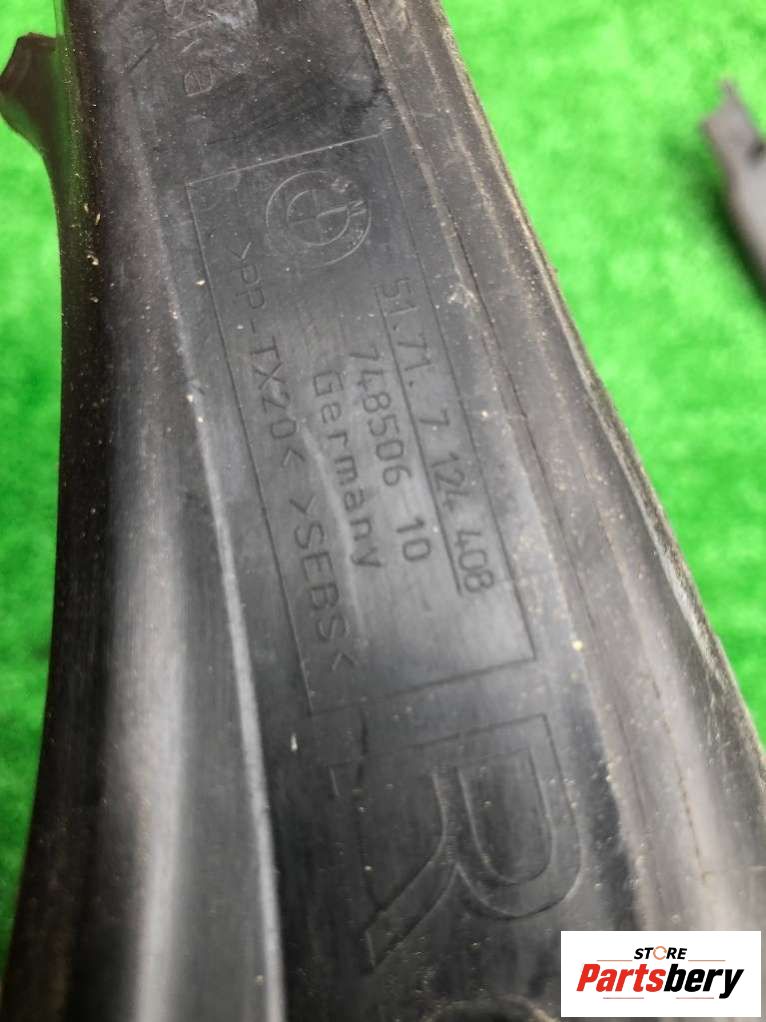 51.71. 7 124 408
748506 10
Germany
>PP-TX20< >SEBS<
R
STORE
Partsbery